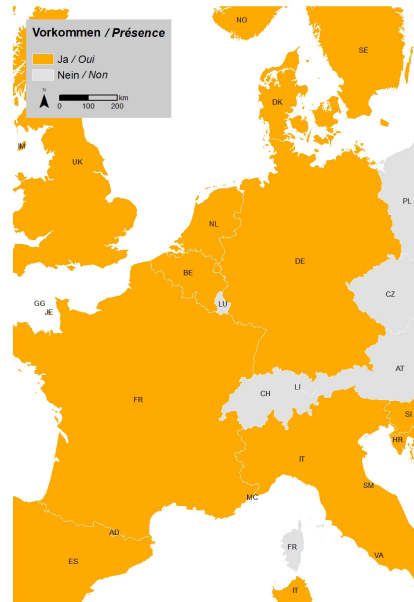 NO
Vorkommen / Présence
SE
Ja / Oui
Nein / Non
N
km
0 100 200
DK
IM
UK
PL
NL
DE
BE
CZ
GG
LU
JE
AT
CH
LI
FR
SI
HR
IT
SM
MC
AD
FR
VA
ES
IT